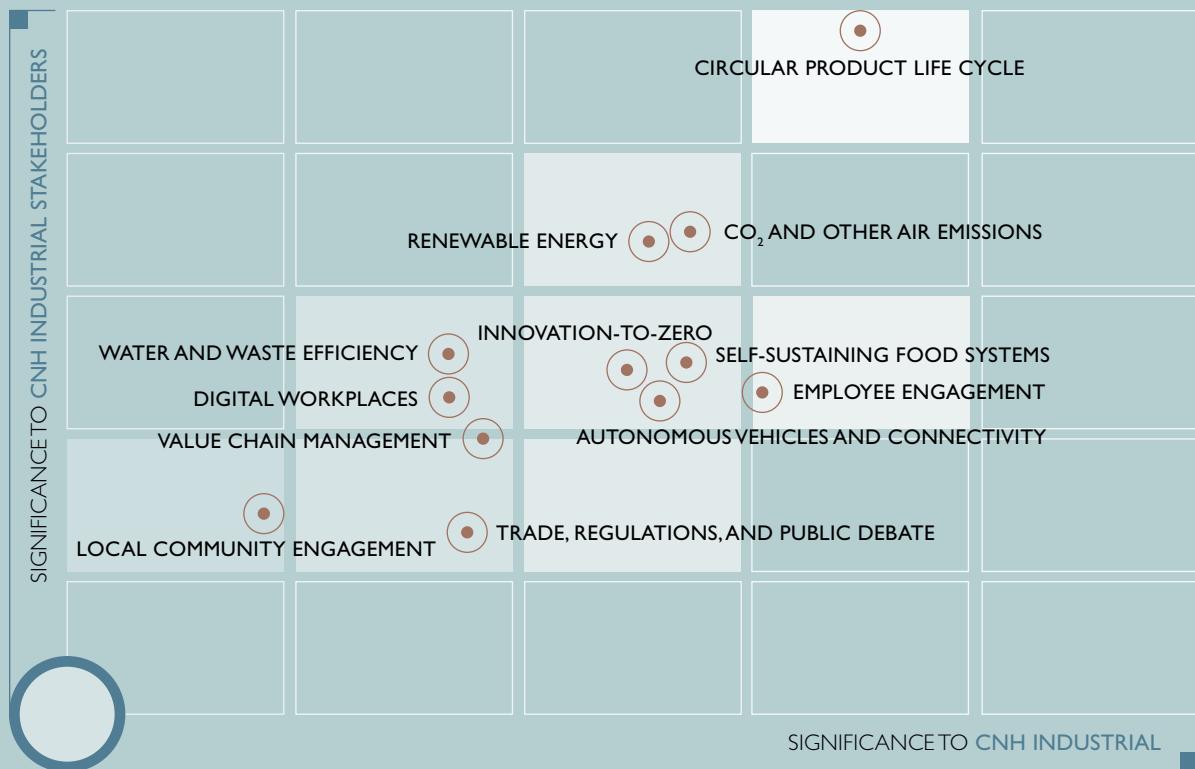 SIGNIFICANCE TO CNH INDUSTRIAL STAKEHOLDERS
CIRCULAR PRODUCT LIFE CYCLE
RENEWABLE ENERGY
CO₂ AND OTHER AIR EMISSIONS
INNOVATION-TO-ZERO
WATER AND WASTE EFFICIENCY
SELF-SUSTAINING FOOD SYSTEMS
DIGITAL WORKPLACES
EMPLOYEE ENGAGEMENT
VALUE CHAIN MANAGEMENT
AUTONOMOUS VEHICLES AND CONNECTIVITY
LOCAL COMMUNITY ENGAGEMENT
TRADE, REGULATIONS, AND PUBLIC DEBATE
SIGNIFICANCE TO CNH INDUSTRIAL